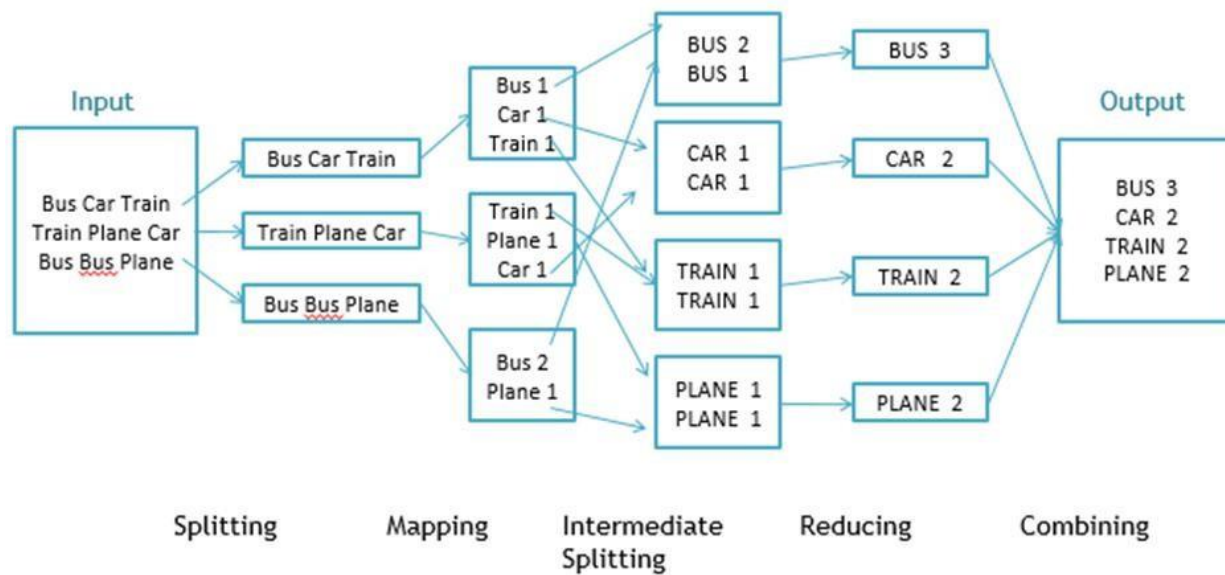 Input
Bus Car Train
Train Plane Car
Bus Bus Plane
Bus Car Train
Train Plane Car
Bus Bus Plane
Bus 1
Car 1
Train 1
Train 1
Plane 1
Car 1
Bus 2
Plane 1
BUS 2
BUS 1
CAR 1
CAR 1
TRAIN 1
TRAIN 1
PLANE 1
PLANE 1
BUS 3
CAR 2
TRAIN 2
PLANE 2
Output
BUS 3
CAR 2
TRAIN 2
PLANE 2
Splitting
Mapping
Intermediate
Splitting
Reducing
Combining